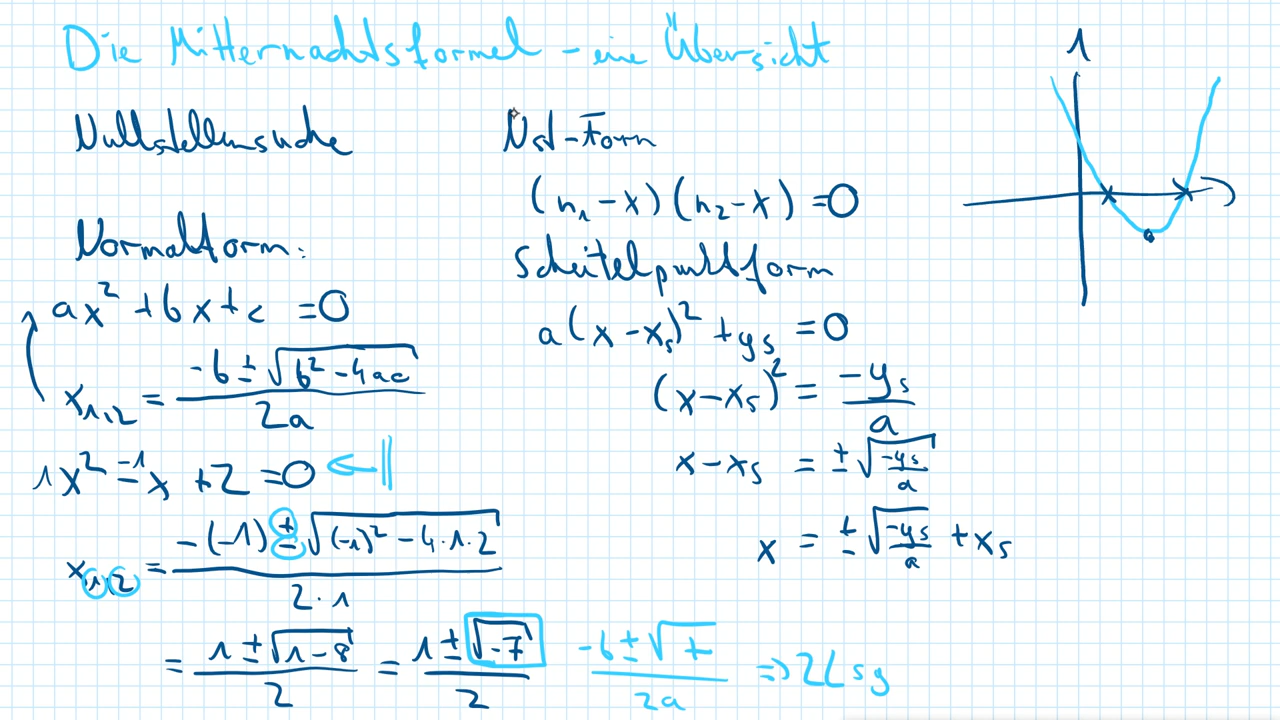 Die Mitternachtsformel - eine Übersicht
Nullstellensuche
Normalform:
ax² + bx + c = 0
x₁,₂ = (-b ± √(b² - 4ac)) / 2a
1x² -1 - x + 2 = 0 ⇐
x₁,₂ = (-(-1) ± √((-1)² - 4·1·2)) / 2·1
= (1 ± √(1-8)) / 2 = (1 ± √(-7)) / 2
(-b ± √+) / 2a ⇒ 2 Lsg
Nst-Form
(n₁ - x)(n₂ - x) = 0
Scheitelpunktform
a(x - xₛ)² + yₛ = 0
(x - xₛ)² = -yₛ / a
x - xₛ = ±√(-yₛ / a)
x = ±√(-yₛ / a) + xₛ